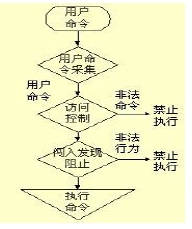 用户
命令
用户命
令采集
用户
命令
非法
命令
访问
控制
禁止
执行
非法
行为
闯入发现
阻止
禁止
执行
执行
命令